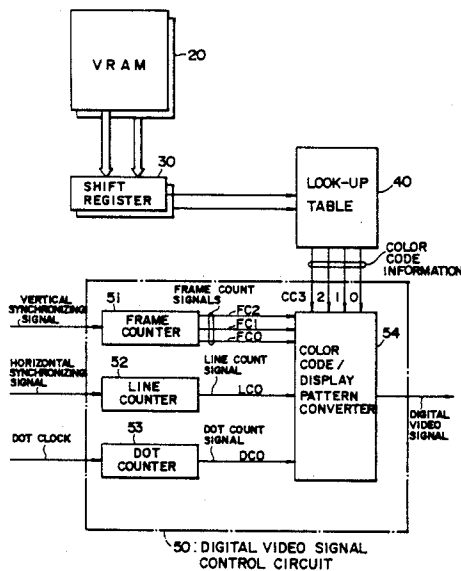 VRAM
20
30
SHIFT
REGISTER
40
LOOK-UP
TABLE
COLOR
CODE
INFORMATION
FRAME COUNT
SIGNALS
CC3 2 1 0
VERTICAL
SYNCHRONIZING
SIGNAL
51
FRAME
COUNTER
FC2
FC1
FC0
54
HORIZONTAL
SYNCHRONIZING
SIGNAL
52
LINE
COUNTER
LINE COUNT
SIGNAL
LC0
COLOR
CODE/
DISPLAY
PATTERN
CONVERTER
DIGITAL
VIDEO
SIGNAL
DOT CLOCK
53
DOT
COUNTER
DOT COUNT
SIGNAL
DC0
50: DIGITAL VIDEO SIGNAL
CONTROL CIRCUIT